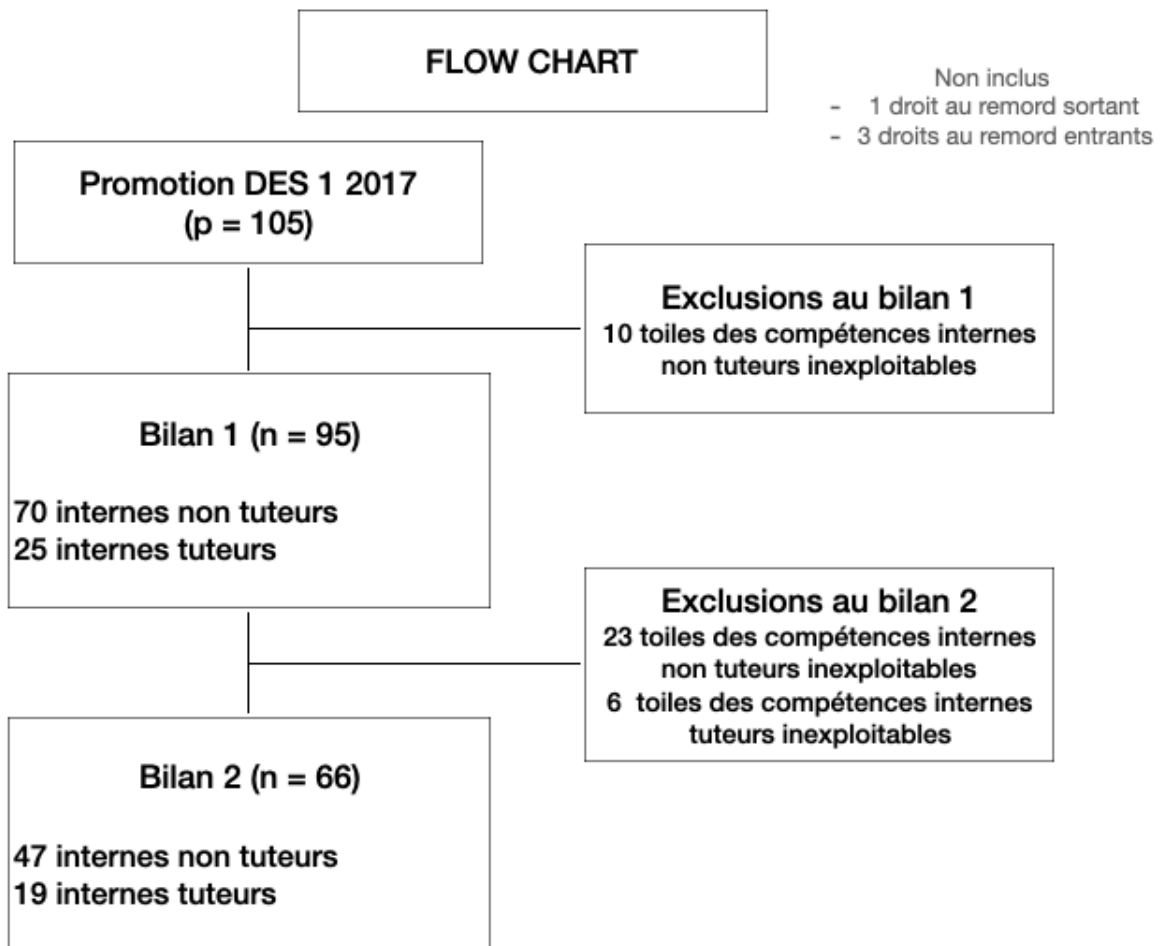 FLOW CHART
Non inclus
- 1 droit au remord sortant
- 3 droits au remord entrants
Promotion DES 1 2017
(p = 105)
Exclusions au bilan 1
10 toiles des compétences internes
non tuteurs inexploitables
Bilan 1 (n = 95)
70 internes non tuteurs
25 internes tuteurs
Exclusions au bilan 2
23 toiles des compétences internes
non tuteurs inexploitables
6 toiles des compétences internes
tuteurs inexploitables
Bilan 2 (n = 66)
47 internes non tuteurs
19 internes tuteurs